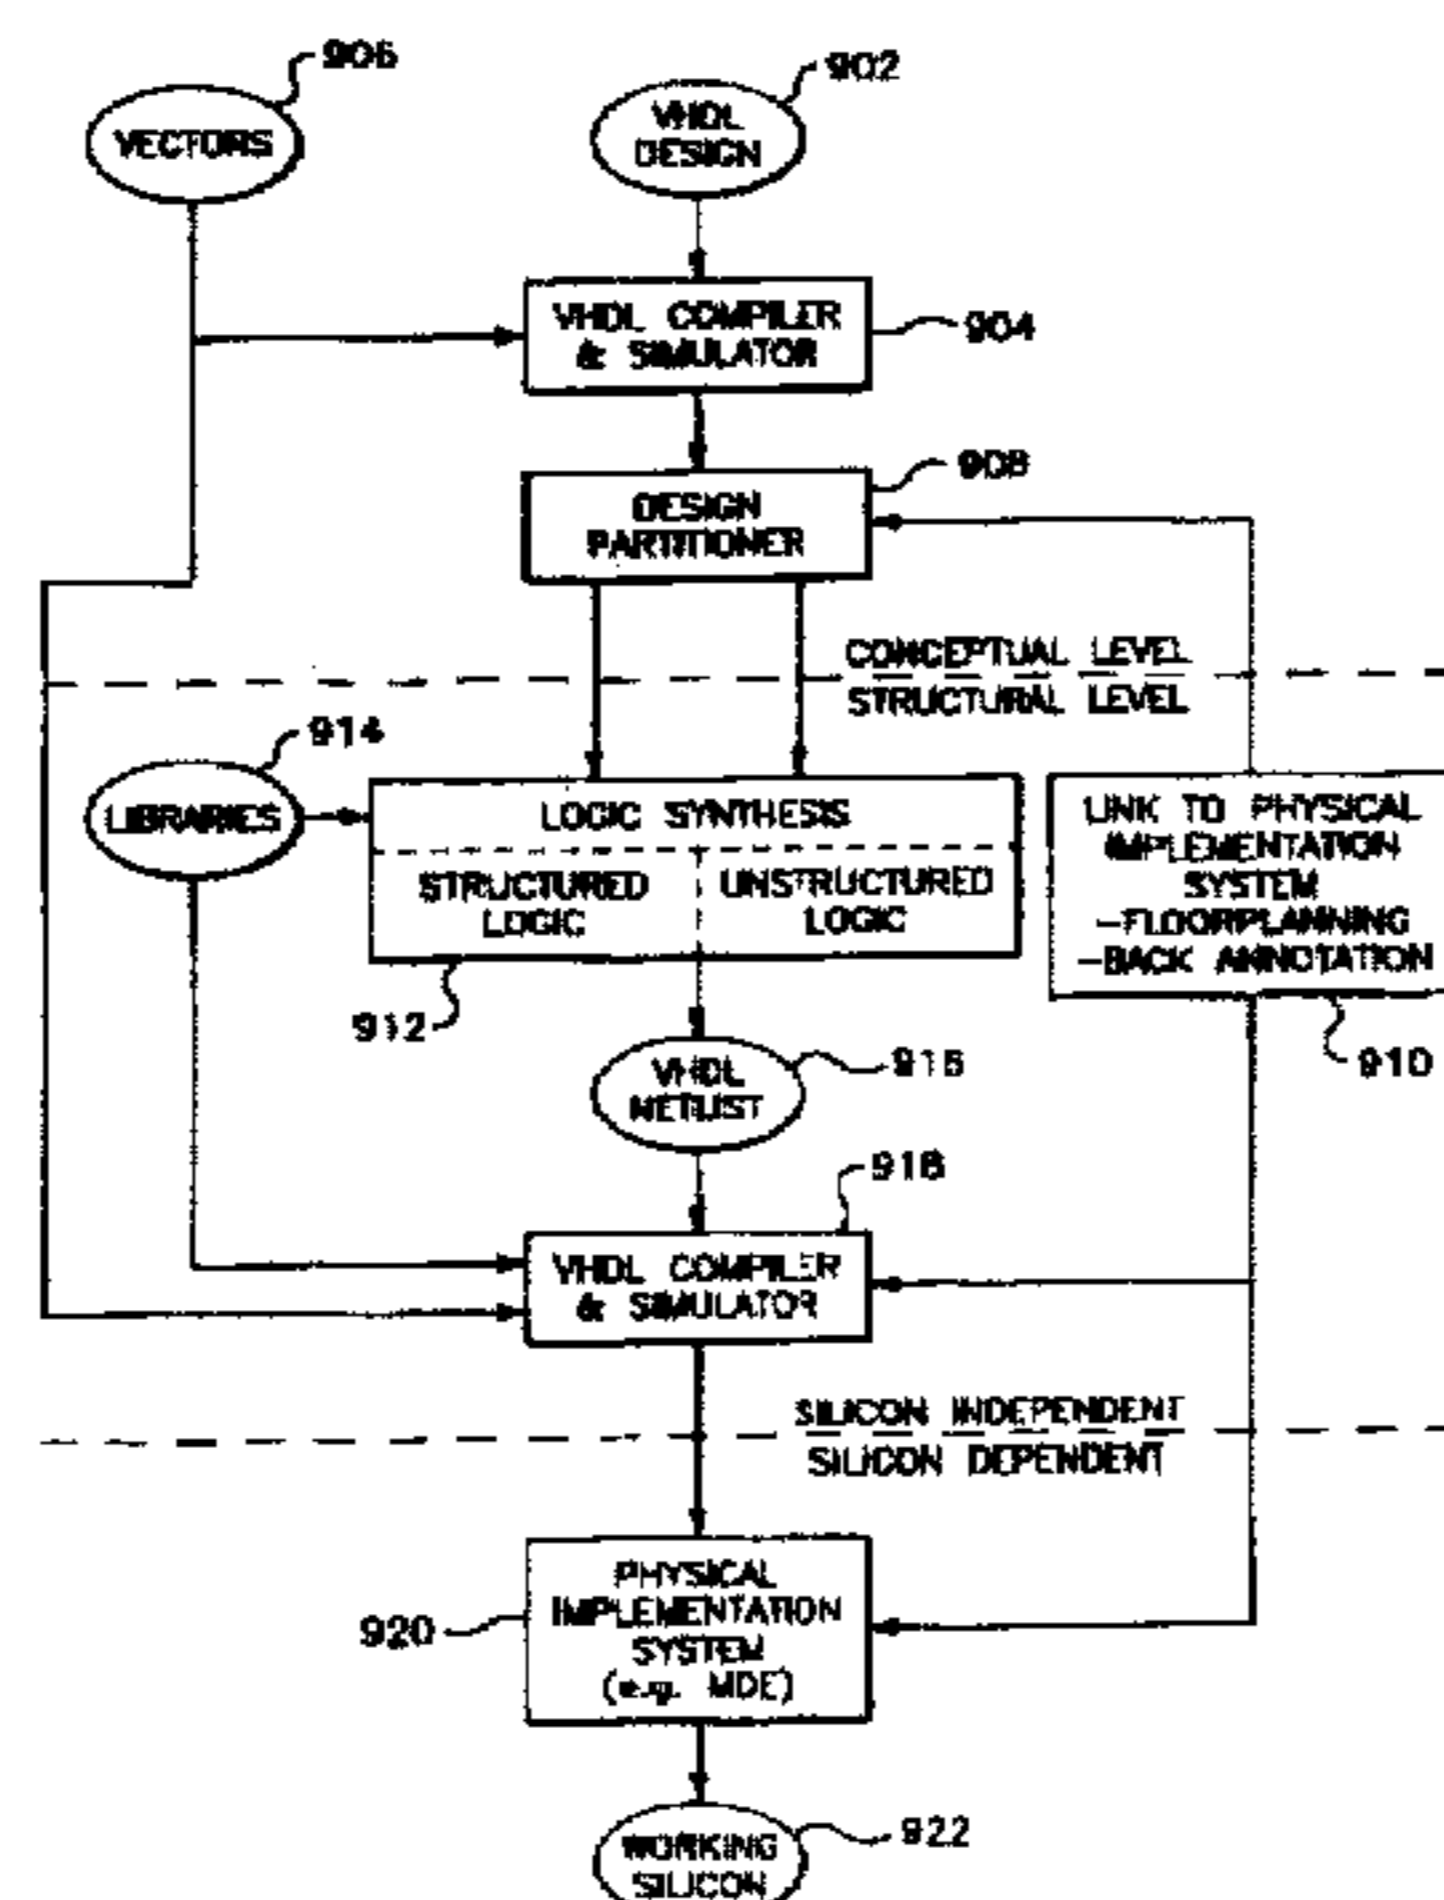 906
902
VECTORS
VHDL
DESIGN
VHDL COMPILER
& SIMULATOR
904
908
DESIGN
PARTITIONER
CONCEPTUAL LEVEL
STRUCTURAL LEVEL
914
LIBRARIES
LOGIC SYNTHESIS
STRUCTURED
LOGIC
UNSTRUCTURED
LOGIC
LINK TO PHYSICAL
IMPLEMENTATION
SYSTEM
-FLOORPLANNING
-BACK ANNOTATION
912
910
VHDL
NETLIST
916
918
VHDL COMPILER
& SIMULATOR
SILICON INDEPENDENT
SILICON DEPENDENT
PHYSICAL
IMPLEMENTATION
SYSTEM
(e.g. MDE)
920
WORKING
SILICON
922